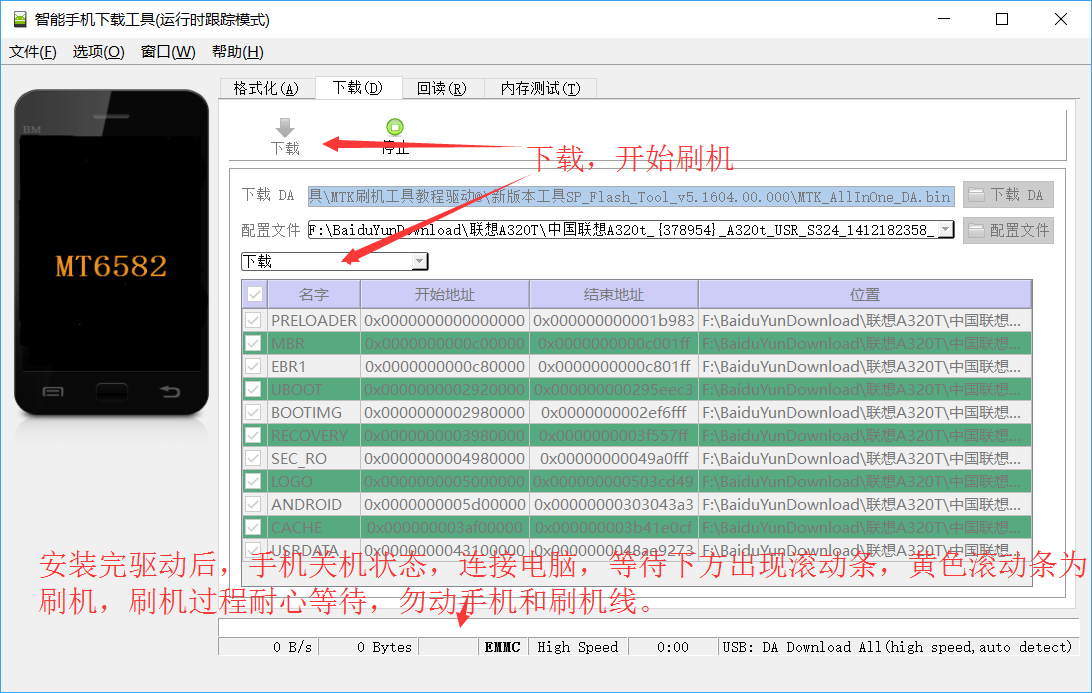 智能手机下载工具(运行时跟踪模式)
文件(F) 选项(O) 窗口(W) 帮助(H)
格式化(A) 下载(D) 回读(R) 内存测试(T)
BM
下载 停止
下载，开始刷机
下载 DA 具\MTK刷机工具教程驱动@\新版本工具SP_Flash_Tool_v5.1604.00.000\MTK_AllInOne_DA.bin 下载 DA
配置文件 F:\BaiduYunDownload\联想A320T\中国联想A320t_{378954}_A320t_USR_S324_1412182358_ 配置文件
下载
MT6582
名字 开始地址 结束地址 位置
PRELOADER 0x0000000000000000 0x000000000001b983 F:\BaiduYunDownload\联想A320T\中国联想...
MBR 0x0000000000c00000 0x0000000000c001ff F:\BaiduYunDownload\联想A320T\中国联想...
EBR1 0x0000000000c80000 0x0000000000c801ff F:\BaiduYunDownload\联想A320T\中国联想...
UBOOT 0x0000000002920000 0x000000000295eec3 F:\BaiduYunDownload\联想A320T\中国联想...
BOOTIMG 0x0000000002980000 0x0000000002ef6fff F:\BaiduYunDownload\联想A320T\中国联想...
RECOVERY 0x0000000003980000 0x0000000003f557ff F:\BaiduYunDownload\联想A320T\中国联想...
SEC_RO 0x0000000004980000 0x00000000049a0fff F:\BaiduYunDownload\联想A320T\中国联想...
LOGO 0x0000000005000000 0x000000000503cd49 F:\BaiduYunDownload\联想A320T\中国联想...
ANDROID 0x0000000005d00000 0x00000000303043a3 F:\BaiduYunDownload\联想A320T\中国联想...
CACHE 0x000000003af00000 0x000000003b41e0cf F:\BaiduYunDownload\联想A320T\中国联想...
USRDATA 0x0000000043100000 0x0000000048ae9273 F:\BaiduYunDownload\联想A320T\中国联想...
安装完驱动后，手机关机状态，连接电脑，等待下方出现滚动条，黄色滚动条为
刷机，刷机过程耐心等待，勿动手机和刷机线。
0 B/s 0 Bytes EMMC High Speed 0:00 USB: DA Download All(high speed,auto detect)